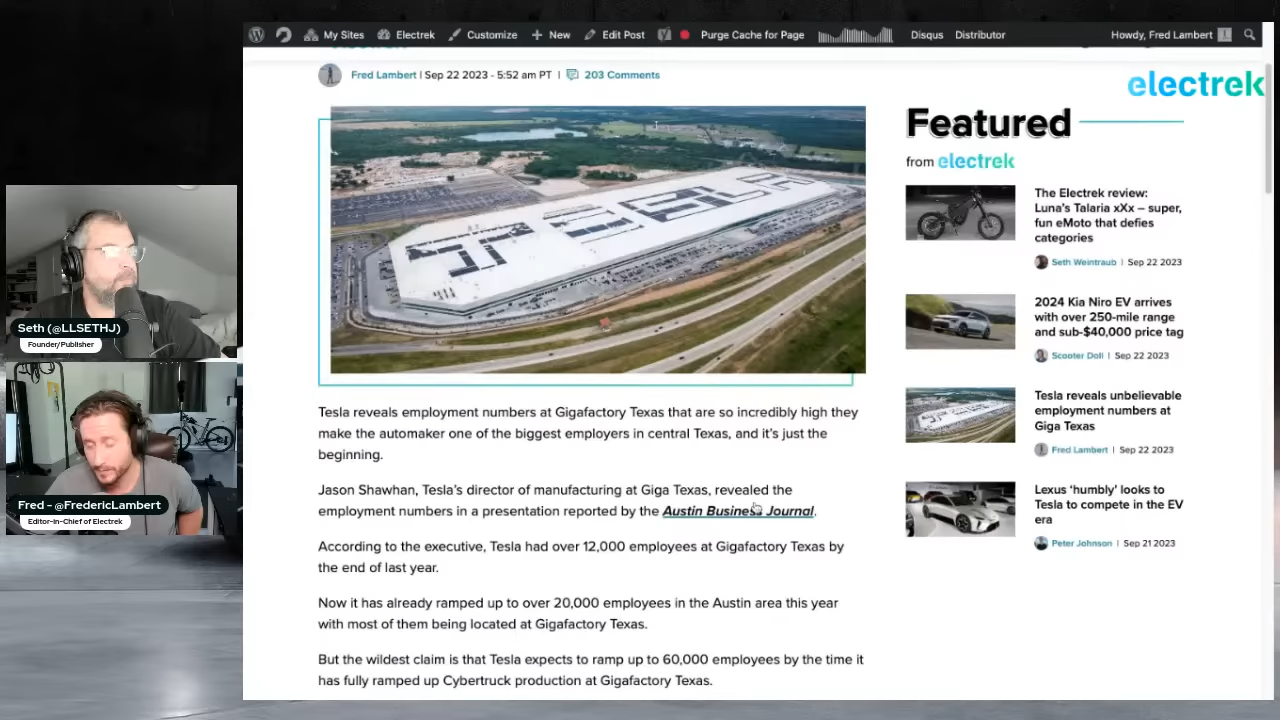 My Sites
Electrek
Customize
New
Edit Post
Purge Cache for Page
Disqus
Distributor
Howdy, Fred Lambert
Fred Lambert | Sep 22 2023 - 5:52 am PT |
203 Comments
electrek
Featured
from electrek
The Electrek review:
Luna's Talaria xXx – super,
fun eMoto that defies
categories
Seth Weintraub | Sep 22 2023
2024 Kia Niro EV arrives
with over 250-mile range
and sub-$40,000 price tag
Scooter Doll | Sep 22 2023
Tesla reveals unbelievable
employment numbers at
Giga Texas
Fred Lambert | Sep 22 2023
Lexus ‘humbly’ looks to
Tesla to compete in the EV
era
Peter Johnson | Sep 21 2023
Tesla reveals employment numbers at Gigafactory Texas that are so incredibly high they
make the automaker one of the biggest employers in central Texas, and it's just the
beginning.
Jason Shawhan, Tesla's director of manufacturing at Giga Texas, revealed the
employment numbers in a presentation reported by the Austin Business Journal.
According to the executive, Tesla had over 12,000 employees at Gigafactory Texas by
the end of last year.
Now it has already ramped up to over 20,000 employees in the Austin area this year
with most of them being located at Gigafactory Texas.
But the wildest claim is that Tesla expects to ramp up to 60,000 employees by the time it
has fully ramped up Cybertruck production at Gigafactory Texas.
Seth (@LLSETHJ)
Founder/Publisher
Fred - @FredericLambert
Editor-in-Chief of Electrek